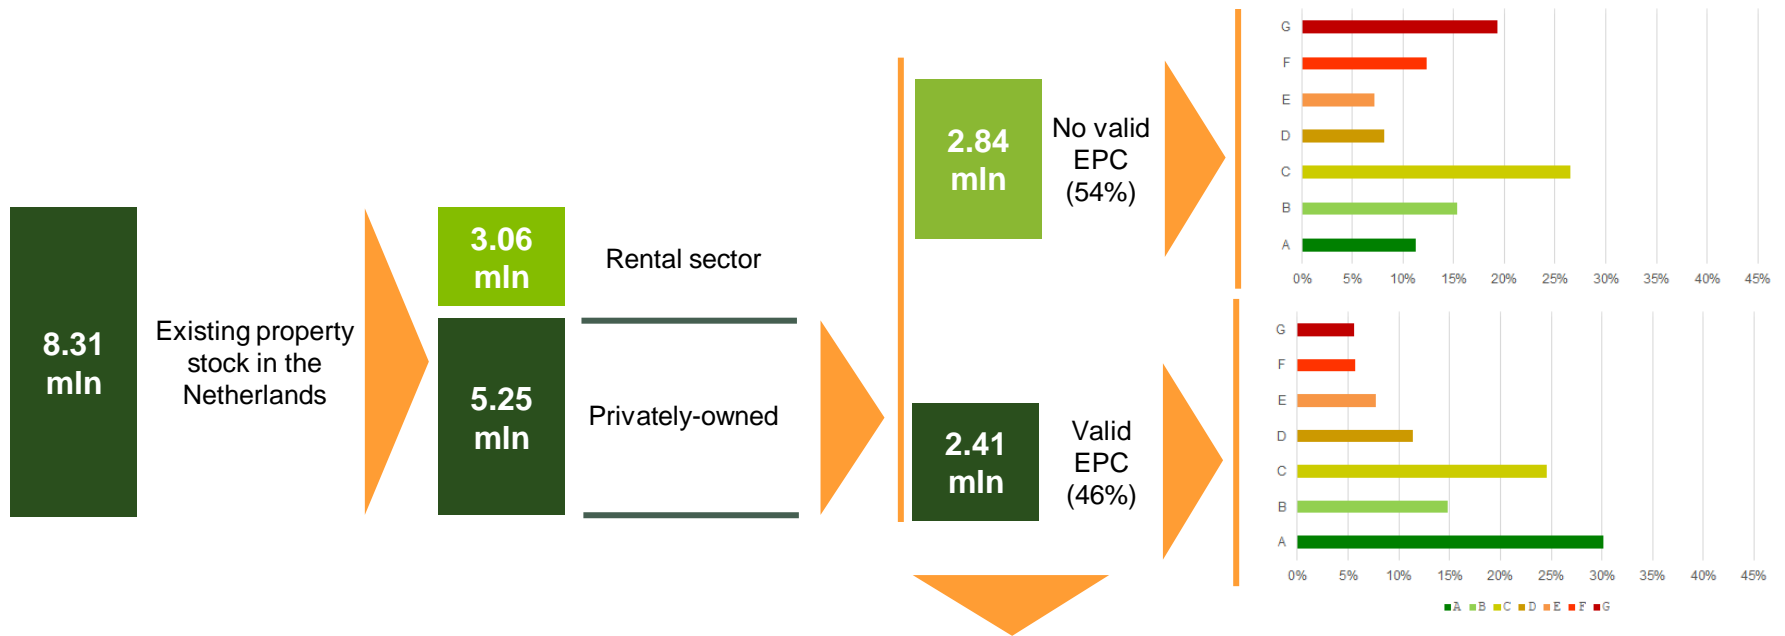 8.31
mln
Existing property
stock in the
Netherlands
3.06
mln
Rental sector
5.25
mln
Privately-owned
2.84
mln
No valid
EPC
(54%)
2.41
mln
Valid
EPC
(46%)
G
F
E
D
C
B
A
0% 5% 10% 15% 20% 25% 30% 35% 40% 45%
G
F
E
D
C
B
A
0% 5% 10% 15% 20% 25% 30% 35% 40% 45%
A B C D E F G